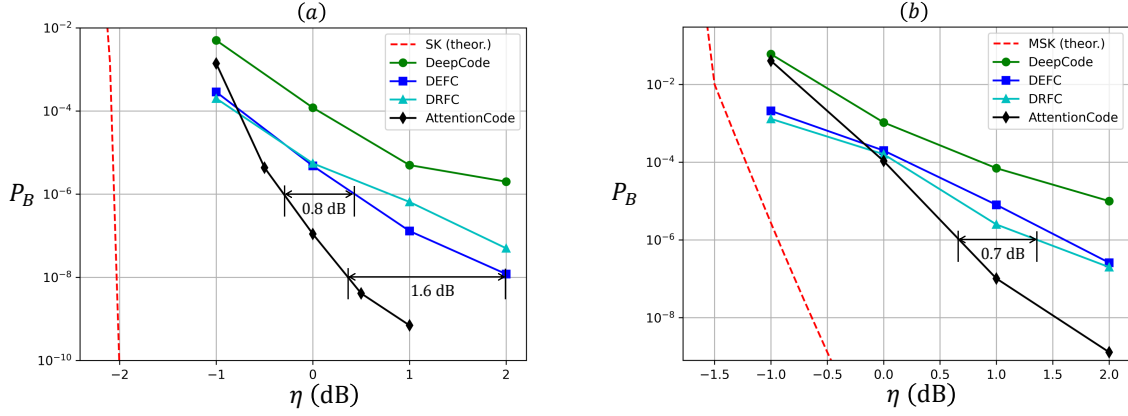 (a)
10⁻²
10⁻⁴
10⁻⁶
10⁻⁸
10⁻¹⁰
P_B
SK (theor.)
DeepCode
DEFC
DRFC
AttentionCode
0.8 dB
1.6 dB
−2
−1
0
1
2
η (dB)
(b)
10⁻²
10⁻⁴
10⁻⁶
10⁻⁸
P_B
MSK (theor.)
DeepCode
DEFC
DRFC
AttentionCode
0.7 dB
−1.5
−1.0
−0.5
0.0
0.5
1.0
1.5
2.0
η (dB)